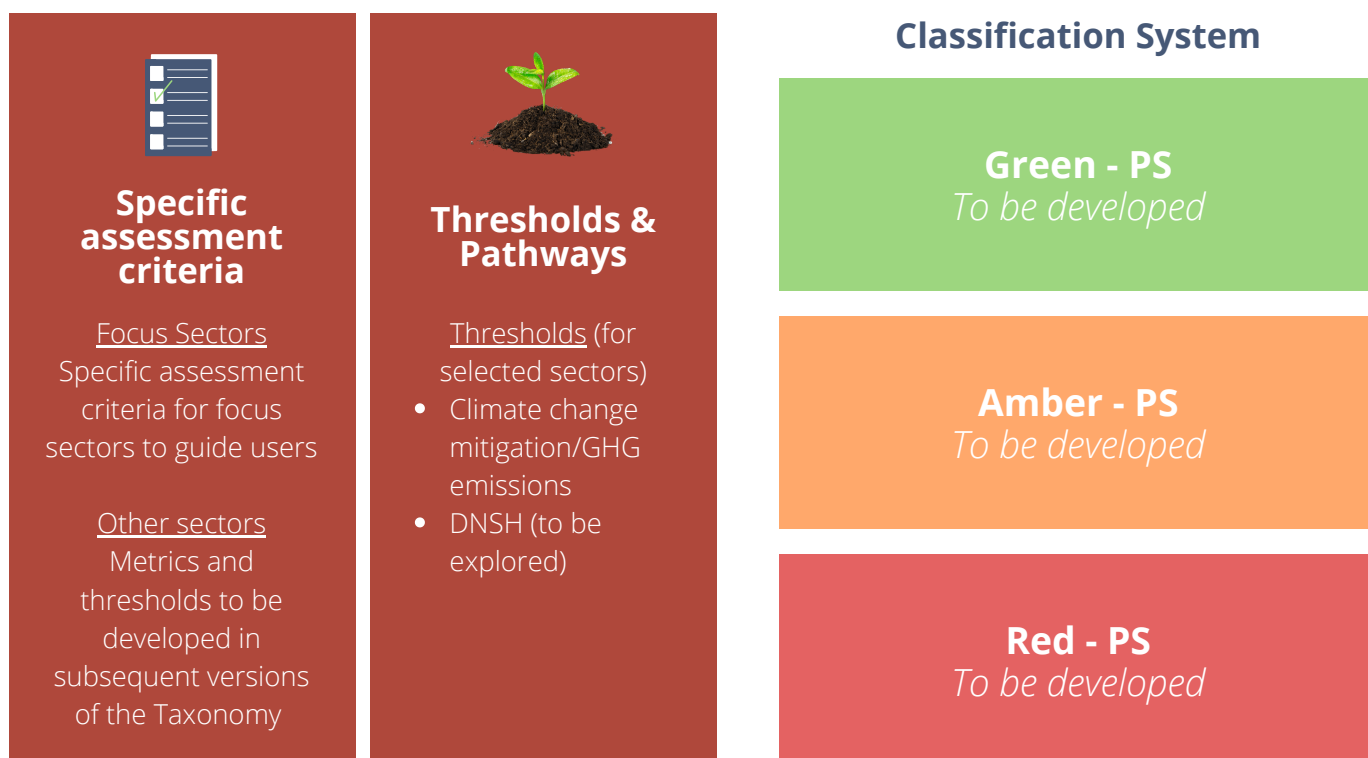 Specific
assessment
criteria
Focus Sectors
Specific assessment
criteria for focus
sectors to guide users
Other sectors
Metrics and
thresholds to be
developed in
subsequent versions
of the Taxonomy
Thresholds &
Pathways
Thresholds (for
selected sectors)
• Climate change
mitigation/GHG
emissions
• DNSH (to be
explored)
Classification System
Green - PS
To be developed
Amber - PS
To be developed
Red - PS
To be developed